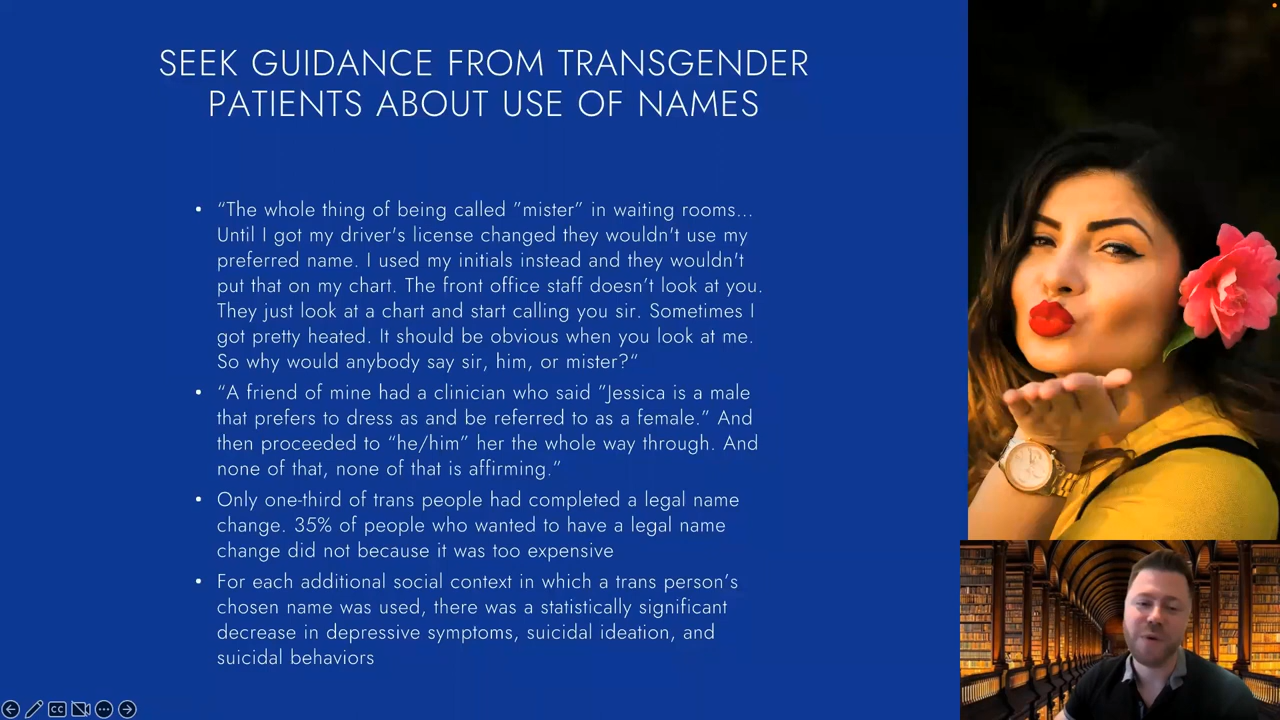 SEEK GUIDANCE FROM TRANSGENDER
PATIENTS ABOUT USE OF NAMES
• “The whole thing of being called ”mister” in waiting rooms...
Until I got my driver's license changed they wouldn't use my
preferred name. I used my initials instead and they wouldn't
put that on my chart. The front office staff doesn’t look at you.
They just look at a chart and start calling you sir. Sometimes I
got pretty heated. It should be obvious when you look at me.
So why would anybody say sir, him, or mister?“
• “A friend of mine had a clinician who said ”Jessica is a male
that prefers to dress as and be referred to as a female.” And
then proceeded to “he/him” her the whole way through. And
none of that, none of that is affirming.”
• Only one-third of trans people had completed a legal name
change. 35% of people who wanted to have a legal name
change did not because it was too expensive
• For each additional social context in which a trans person’s
chosen name was used, there was a statistically significant
decrease in depressive symptoms, suicidal ideation, and
suicidal behaviors
CC